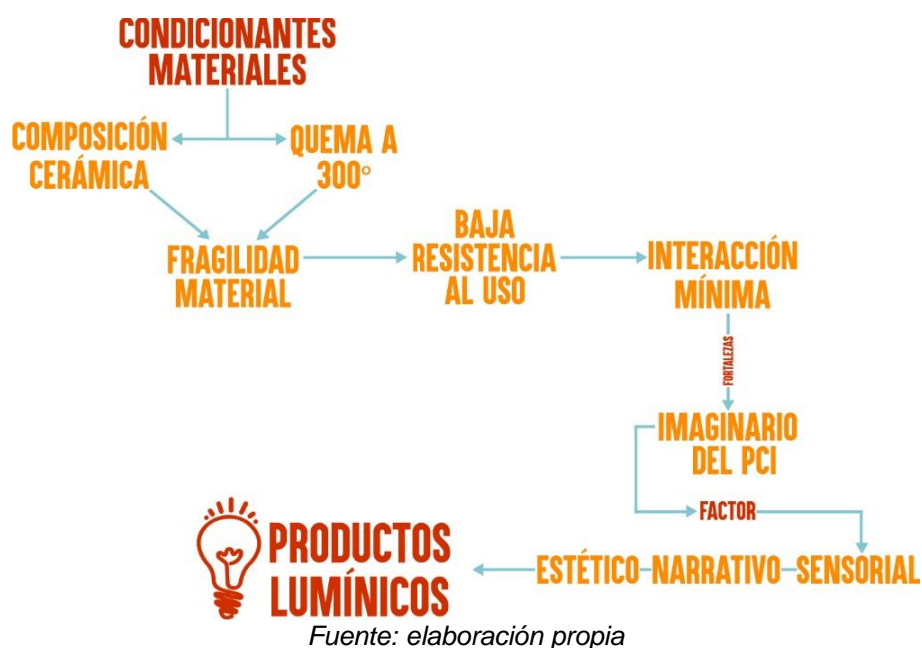 CONDICIONANTES
MATERIALES
COMPOSICIÓN
CERÁMICA
QUEMA A
300°
FRAGILIDAD
MATERIAL
BAJA
RESISTENCIA
AL USO
INTERACCIÓN
MÍNIMA
FORTALEZAS
IMAGINARIO
DEL PCI
FACTOR
ESTÉTICO-NARRATIVO-SENSORIAL
PRODUCTOS
LUMÍNICOS
Fuente: elaboración propia